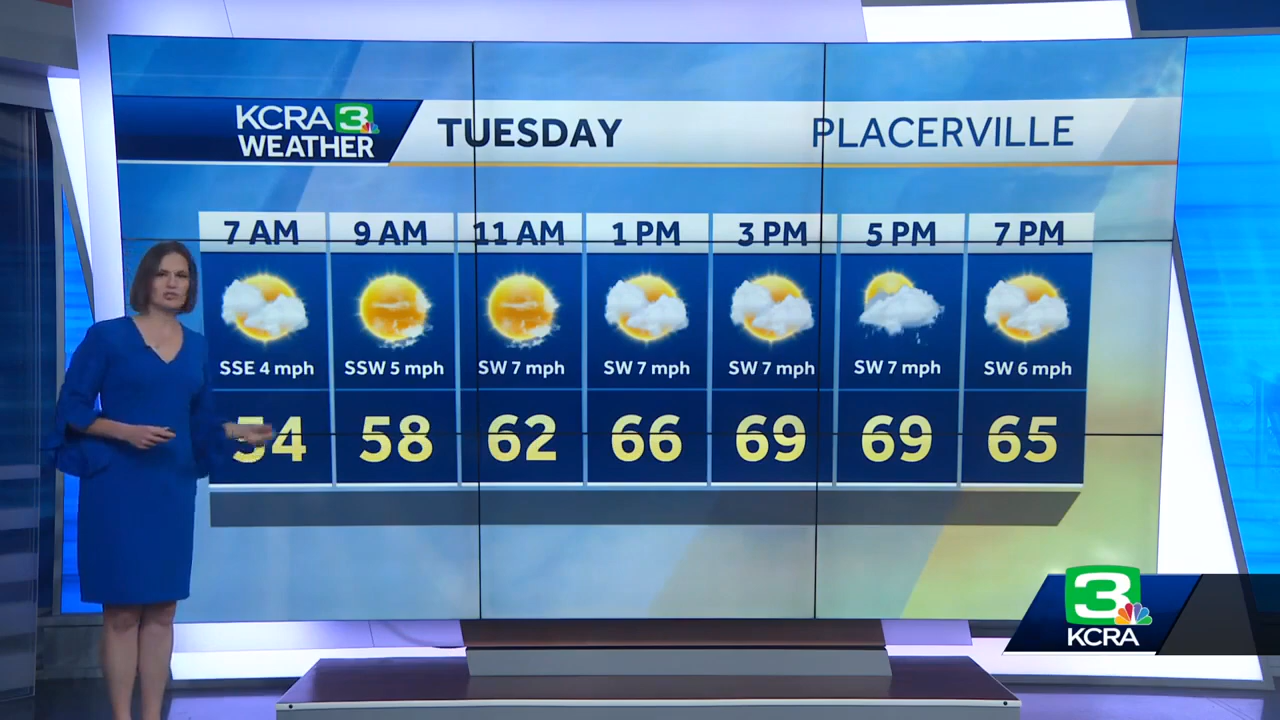 KCRA 3
WEATHER
TUESDAY
PLACERVILLE
7 AM 9 AM 11 AM 1 PM 3 PM 5 PM 7 PM
SSE 4 mph SSW 5 mph SW 7 mph SW 7 mph SW 7 mph SW 7 mph SW 6 mph
54 58 62 66 69 69 65
3
KCRA